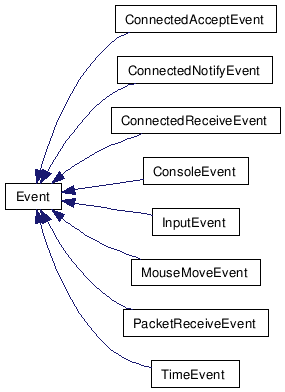 ConnectedAcceptEvent
ConnectedNotifyEvent
ConnectedReceiveEvent
ConsoleEvent
Event
InputEvent
MouseMoveEvent
PacketReceiveEvent
TimeEvent